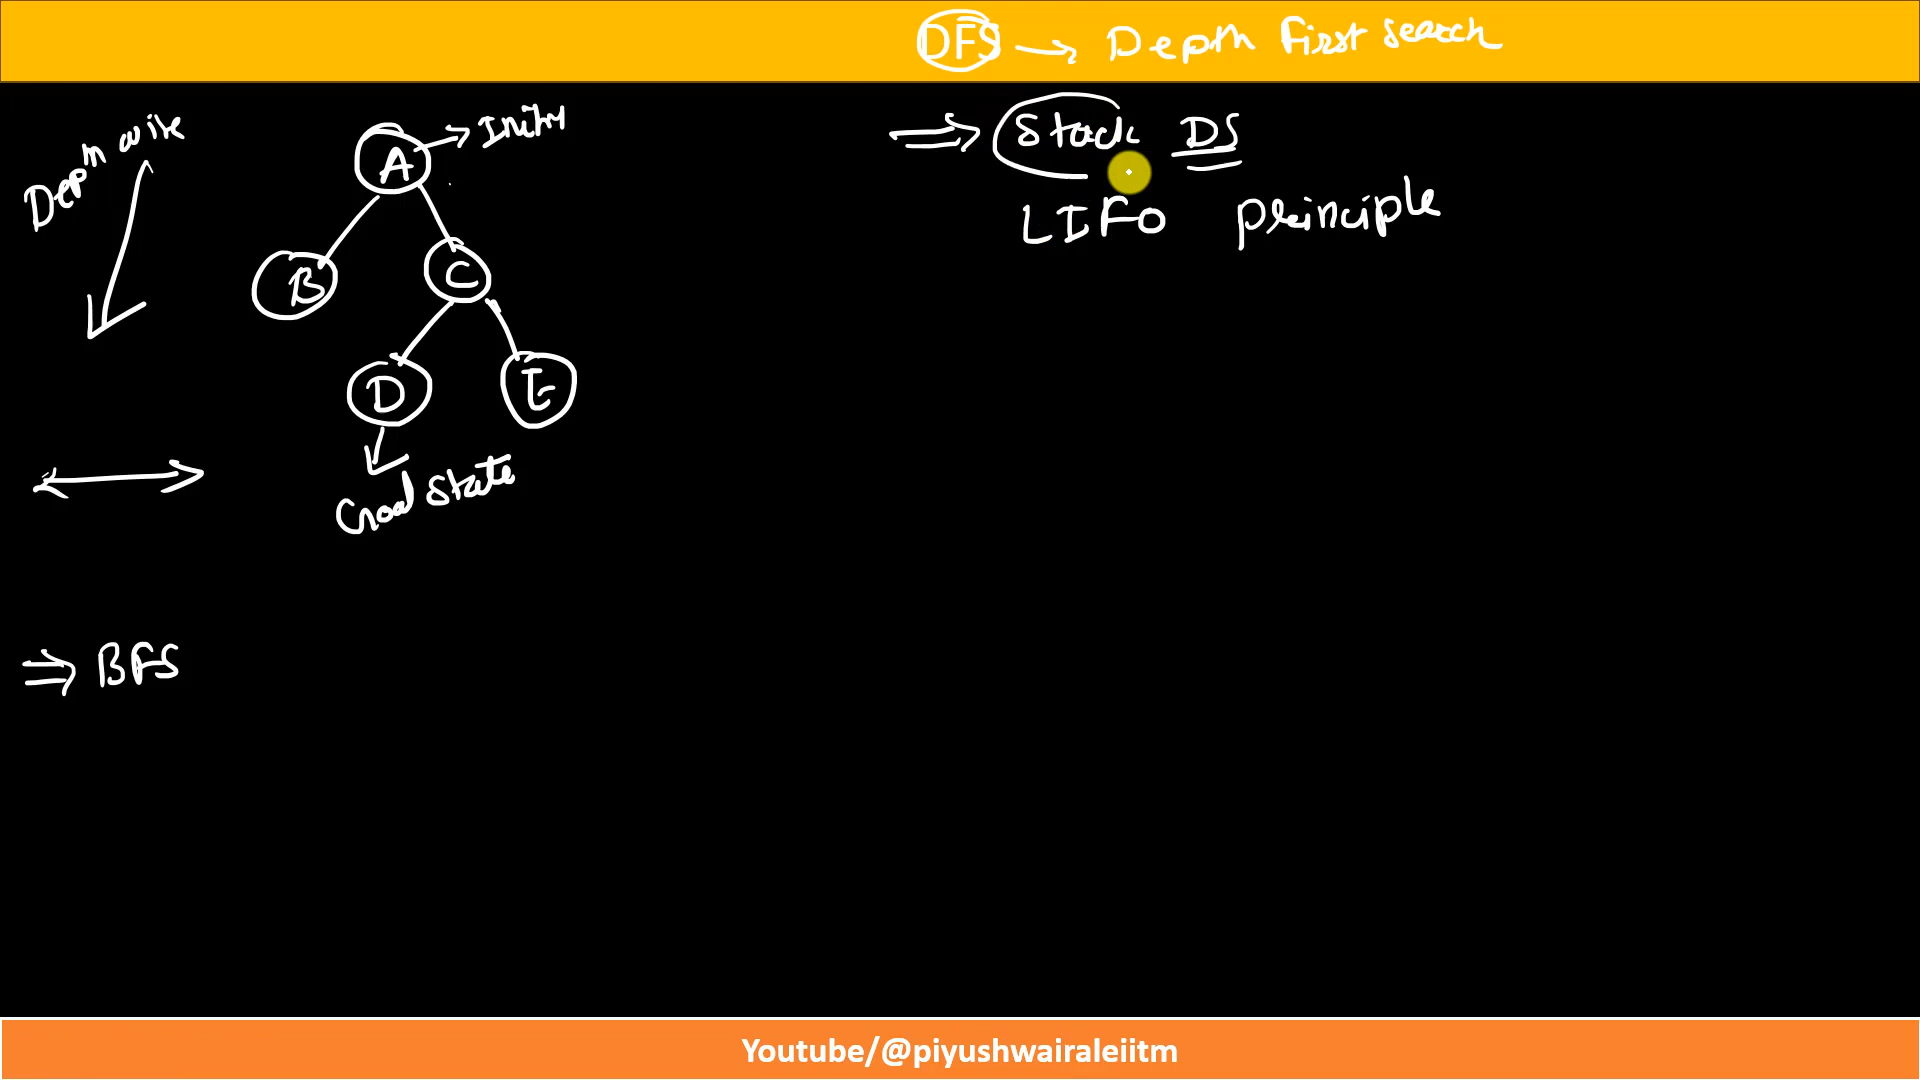 DFS → Depth First Search
Depth wise
A → Initial
⇒ Stack DS
LIFO principle
B
C
D
E
Goal State
⇒ BFS
Youtube/@piyushwairaleiitm